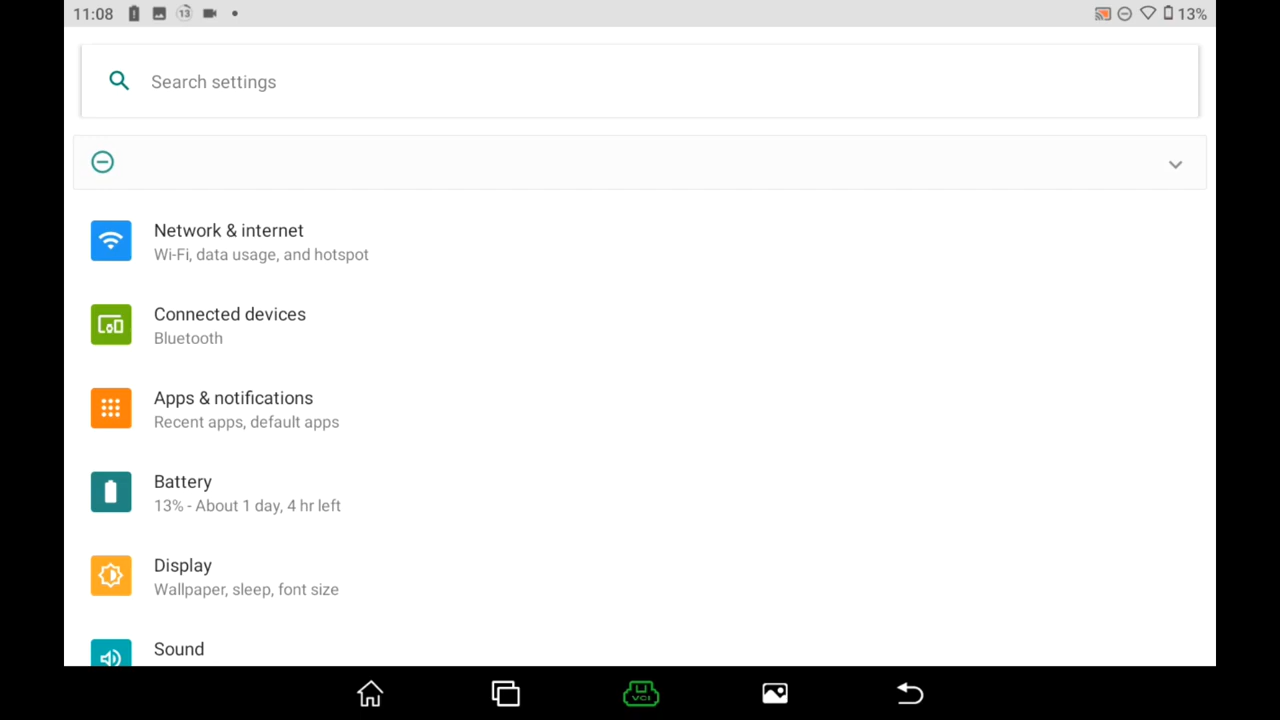 11:08 13 13%
Search settings
Network & internet
Wi-Fi, data usage, and hotspot
Connected devices
Bluetooth
Apps & notifications
Recent apps, default apps
Battery
13% - About 1 day, 4 hr left
Display
Wallpaper, sleep, font size
Sound
VCI